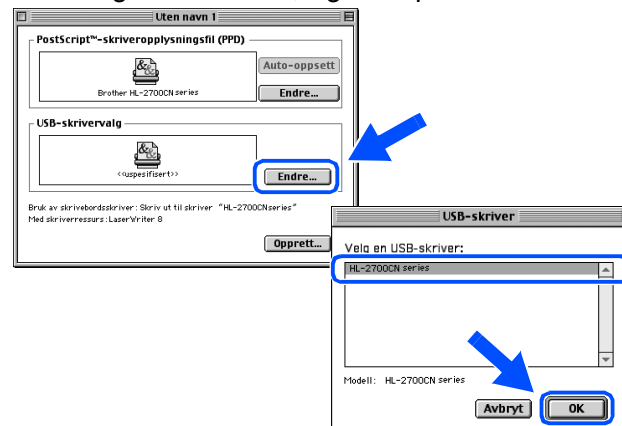 Uten navn 1
PostScript™-skriveropplysningsfil (PPD)
Auto-oppsett
Brother HL-2700CN series
Endre...
USB-skrivervalg
<<uspesifisert>>
Endre...
Bruk av skrivebordsskriver: Skriv ut til skriver "HL-2700CNseries"
Med skriverressurs: LaserWriter 8
Opprett...
USB-skriver
Velg en USB-skriver:
HL-2700CN series
Modell: HL-2700CN series
Avbryt
OK